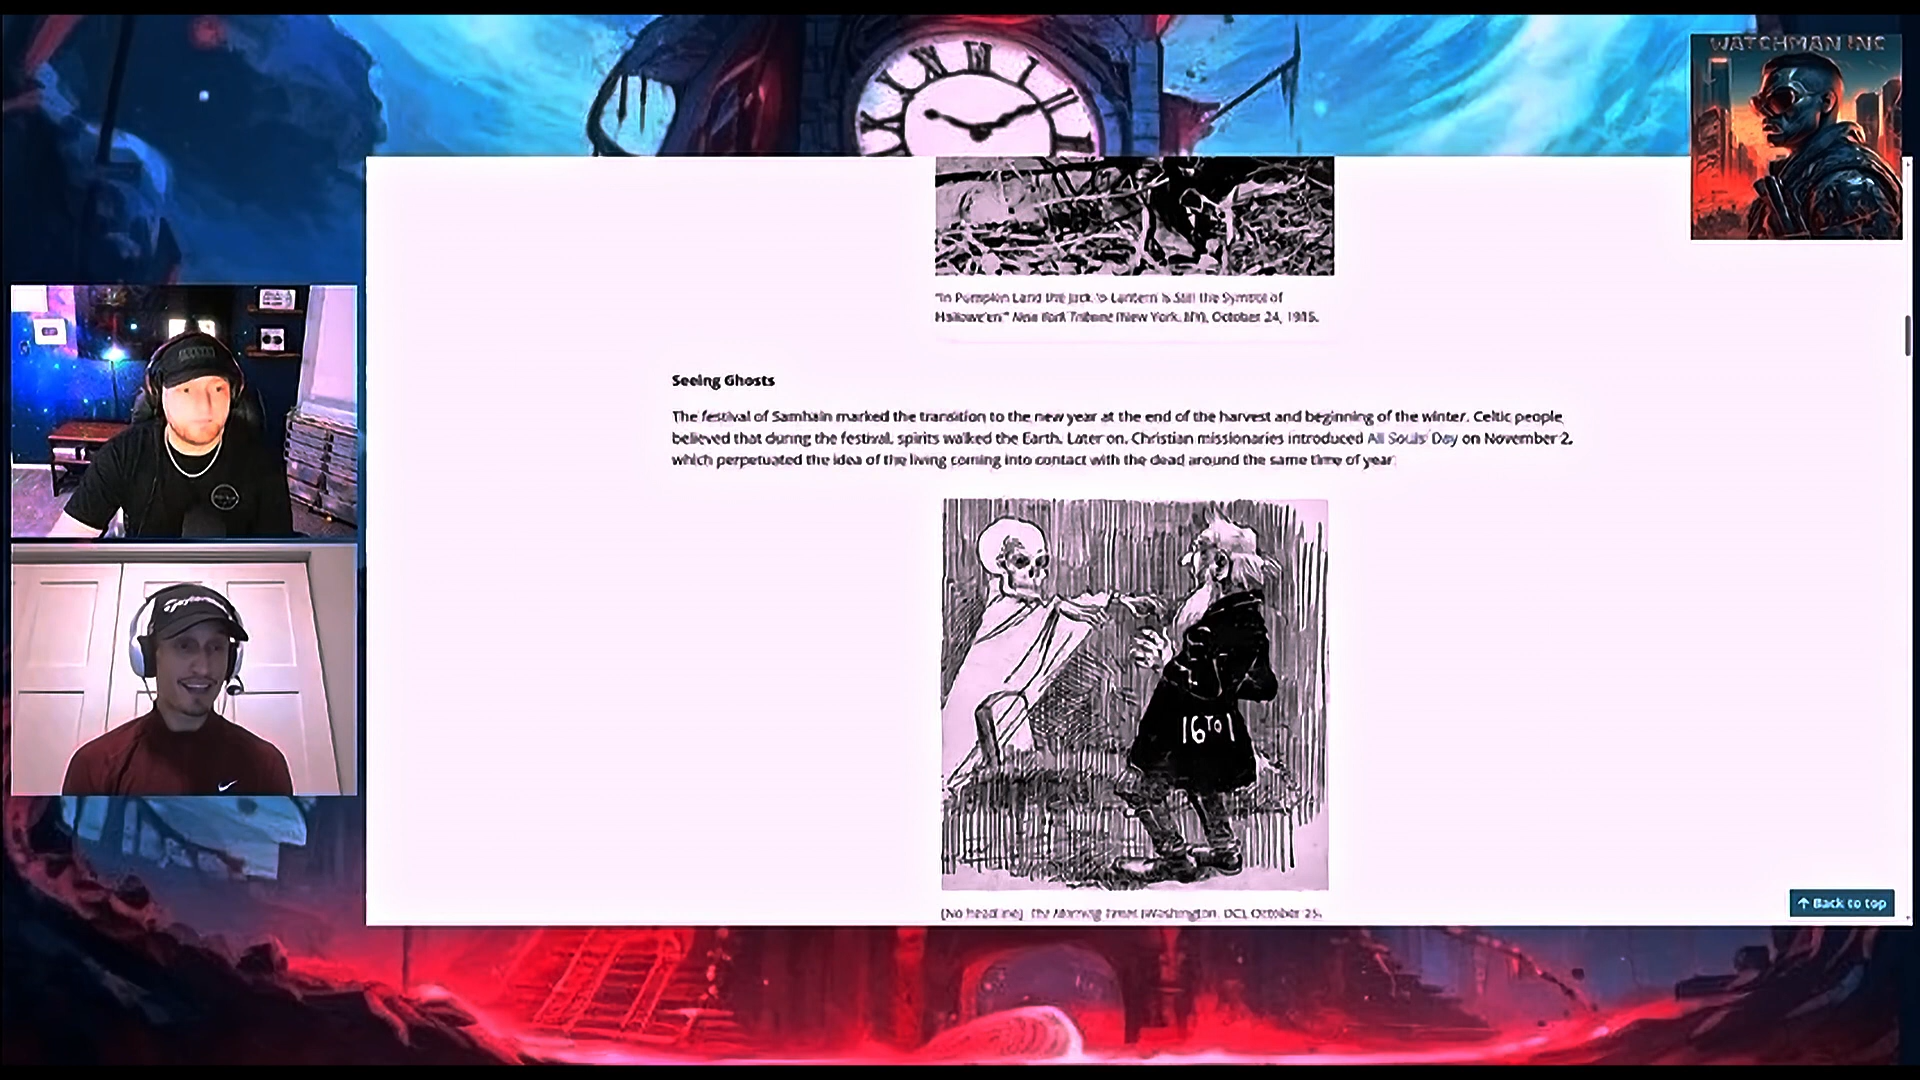 WATCHMAN INC
"In Pumpkin Land the Jack 'o Lantern is Still the Symbol of
Hallowe'en" New York Tribune (New York, NY), October 24, 1915.
Seeing Ghosts
The festival of Samhain marked the transition to the new year at the end of the harvest and beginning of the winter. Celtic people
believed that during the festival, spirits walked the Earth. Later on, Christian missionaries introduced All Souls' Day on November 2,
which perpetuated the idea of the living coming into contact with the dead around the same time of year.
16 TO 1
[No headline] The Morning Times (Washington, DC), October 25,
↑ Back to top